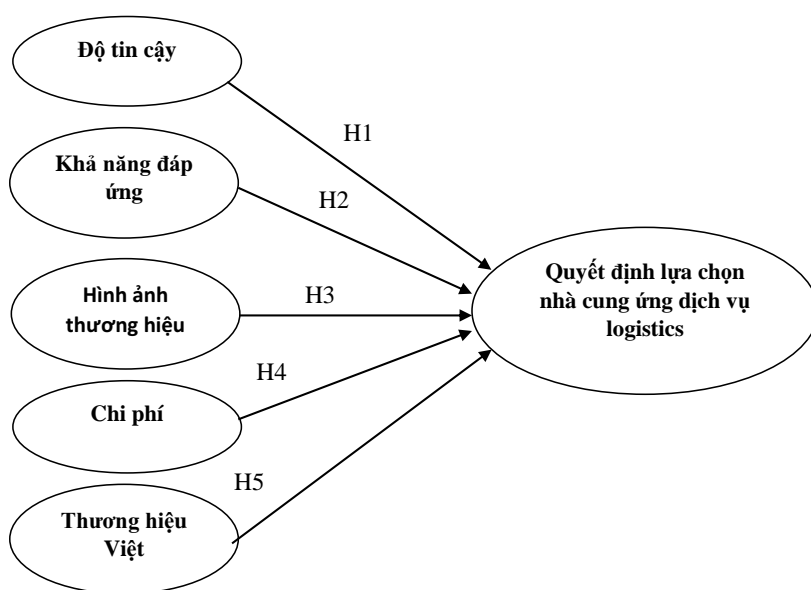 Độ tin cậy
H1
Khả năng đáp
ứng
H2
Hình ảnh
thương hiệu
H3
Quyết định lựa chọn
nhà cung ứng dịch vụ
logistics
H4
Chi phí
H5
Thương hiệu
Việt